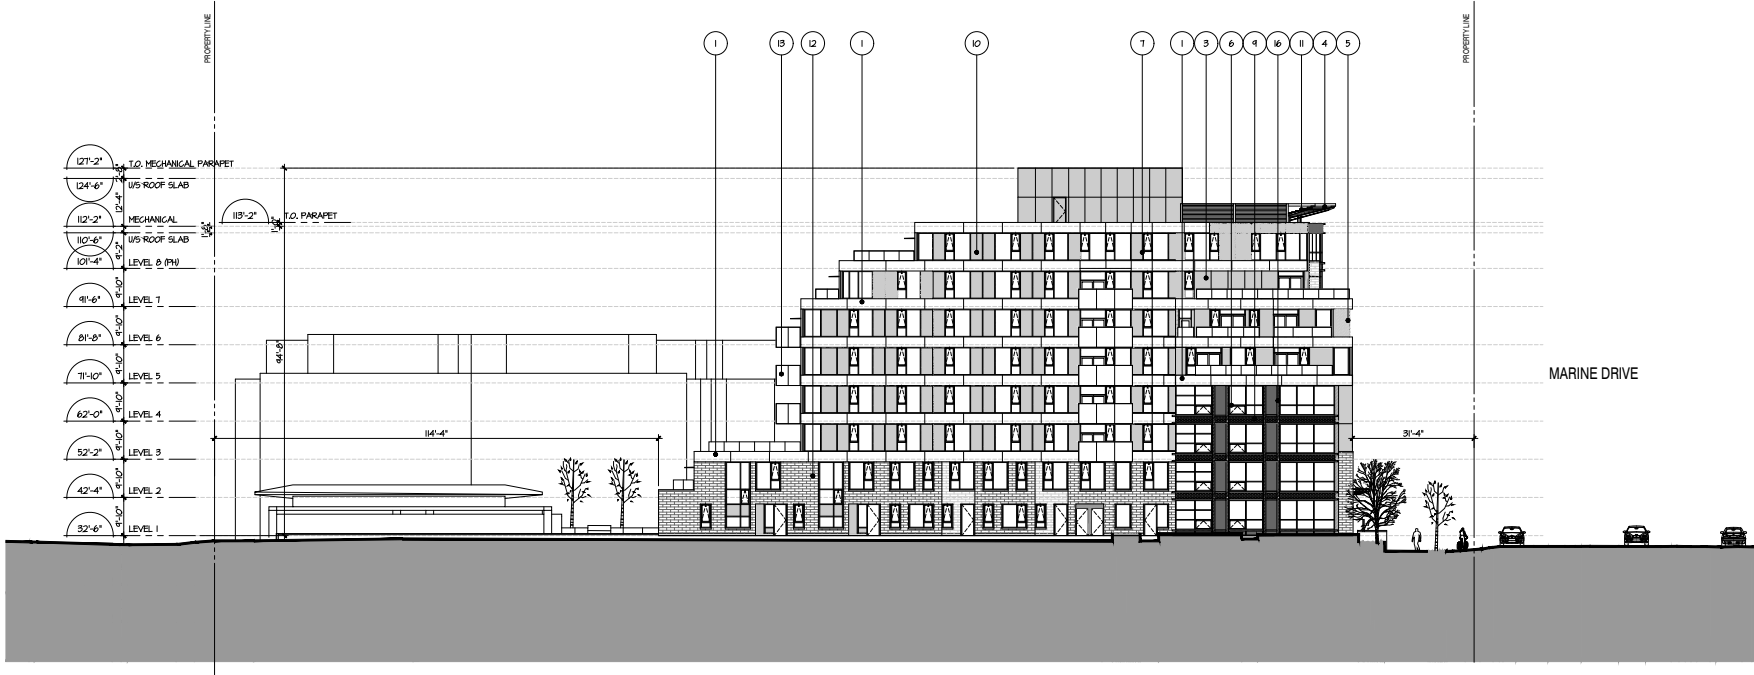 PROPERTY LINE
PROPERTY LINE
1 13 12 1 10 7 1 3 6 9 16 11 4 5
127'-2" T.O. MECHANICAL PARAPET
2'-8"
124'-6" U/S ROOF SLAB
12'-4"
113'-2" T.O. PARAPET
112'-2" MECHANICAL
110'-6" U/S ROOF SLAB
9'-2"
101'-4" LEVEL 8 (PH)
9'-10"
91'-6" LEVEL 7
9'-10"
81'-8" LEVEL 6
94'-8"
9'-10"
71'-10" LEVEL 5
MARINE DRIVE
9'-10"
62'-0" LEVEL 4
114'-4"
31'-4"
9'-10"
52'-2" LEVEL 3
9'-10"
42'-4" LEVEL 2
9'-10"
32'-6" LEVEL 1